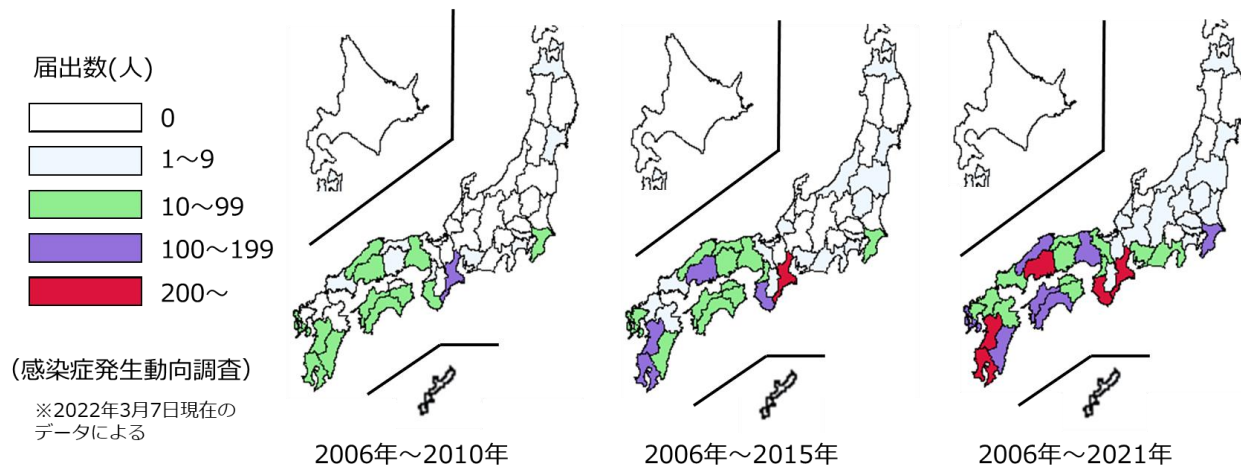 届出数(人)
0
1～9
10～99
100～199
200～
(感染症発生動向調査)
※2022年3月7日現在の
データによる
2006年～2010年
2006年～2015年
2006年～2021年